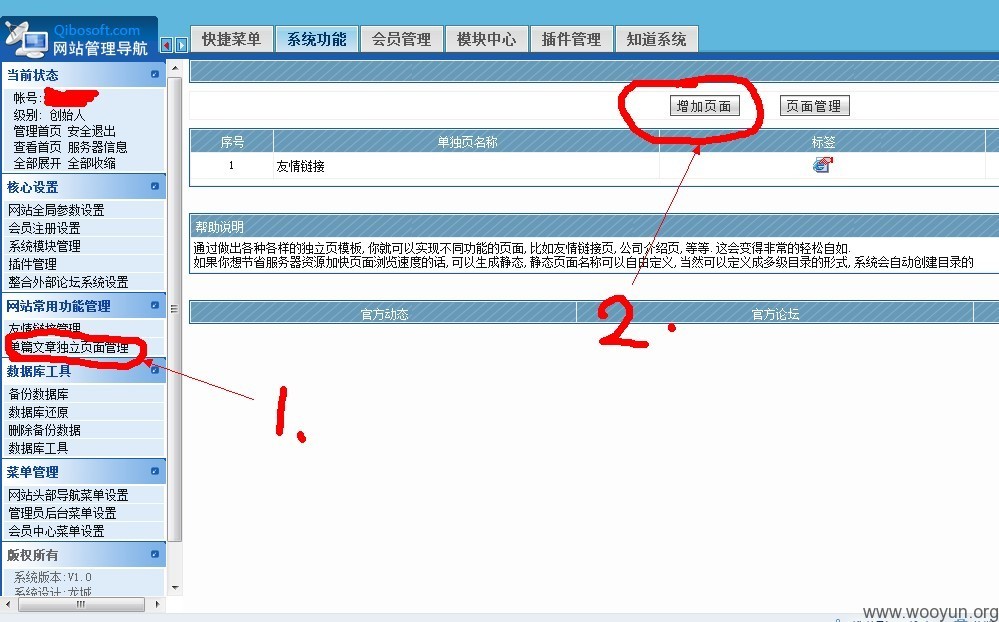 Qibosoft.com
网站管理导航
快捷菜单
系统功能
会员管理
模块中心
插件管理
知道系统
当前状态
帐号:
级别: 创始人
管理首页 安全退出
查看首页 服务器信息
全部展开 全部收缩
核心设置
网站全局参数设置
会员注册设置
系统模块管理
插件管理
整合外部论坛系统设置
网站常用功能管理
友情链接管理
单篇文章独立页面管理
数据库工具
备份数据库
数据库还原
删除备份数据
数据库工具
菜单管理
网站头部导航菜单设置
管理员后台菜单设置
会员中心菜单设置
版权所有
系统版本:V1.0
系统设计:龙城
增加页面
页面管理
序号
单独页名称
标签
1
友情链接
帮助说明
通过做出各种各样的独立页模板,你就可以实现不同功能的页面,比如友情链接页,公司介绍页,等等.这会变得非常的轻松自如.
如果你想节省服务器资源加快页面浏览速度的话,可以生成静态,静态页面名称可以自由定义,当然可以定义成多级目录的形式,系统会自动创建目录的
官方动态
官方论坛
1.
2.
www.wooyun.org